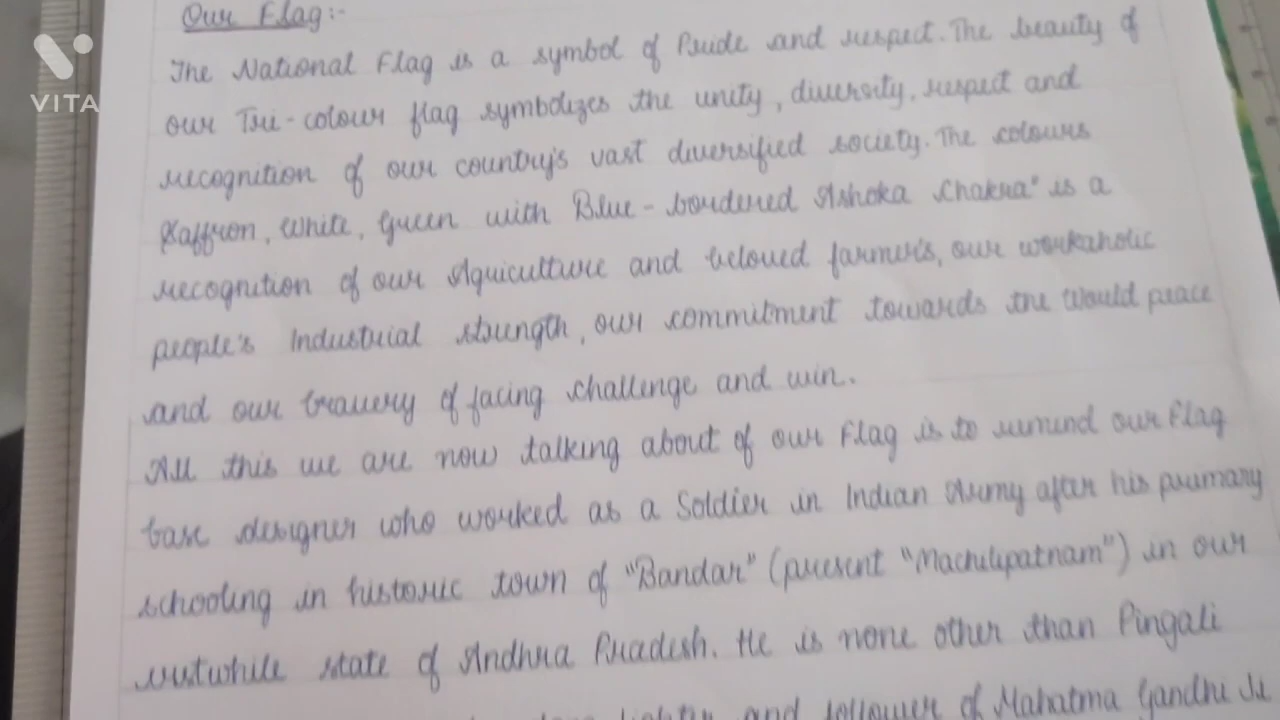 Our Flag:-
VITA
The National Flag is a symbol of Pride and respect. The beauty of
our Tri-colour flag symbolizes the unity, diversity, respect and
recognition of our country's vast diversified society. The colours
Saffron, White, Green with Blue-bordered Ashoka Chakra" is a
recognition of our Agriculture and beloved farmer's, our workaholic
people's Industrial strength, our commitment towards the World peace
and our bravery of facing challenge and win.
All this we are now talking about of our Flag is to remind our Flag
base designer who worked as a Soldier in Indian Army after his primary
schooling in historic town of "Bandar" (present "Machilipatnam") in our
erstwhile state of Andhra Pradesh. He is none other than Pingali
and follower of Mahatma Gandhi